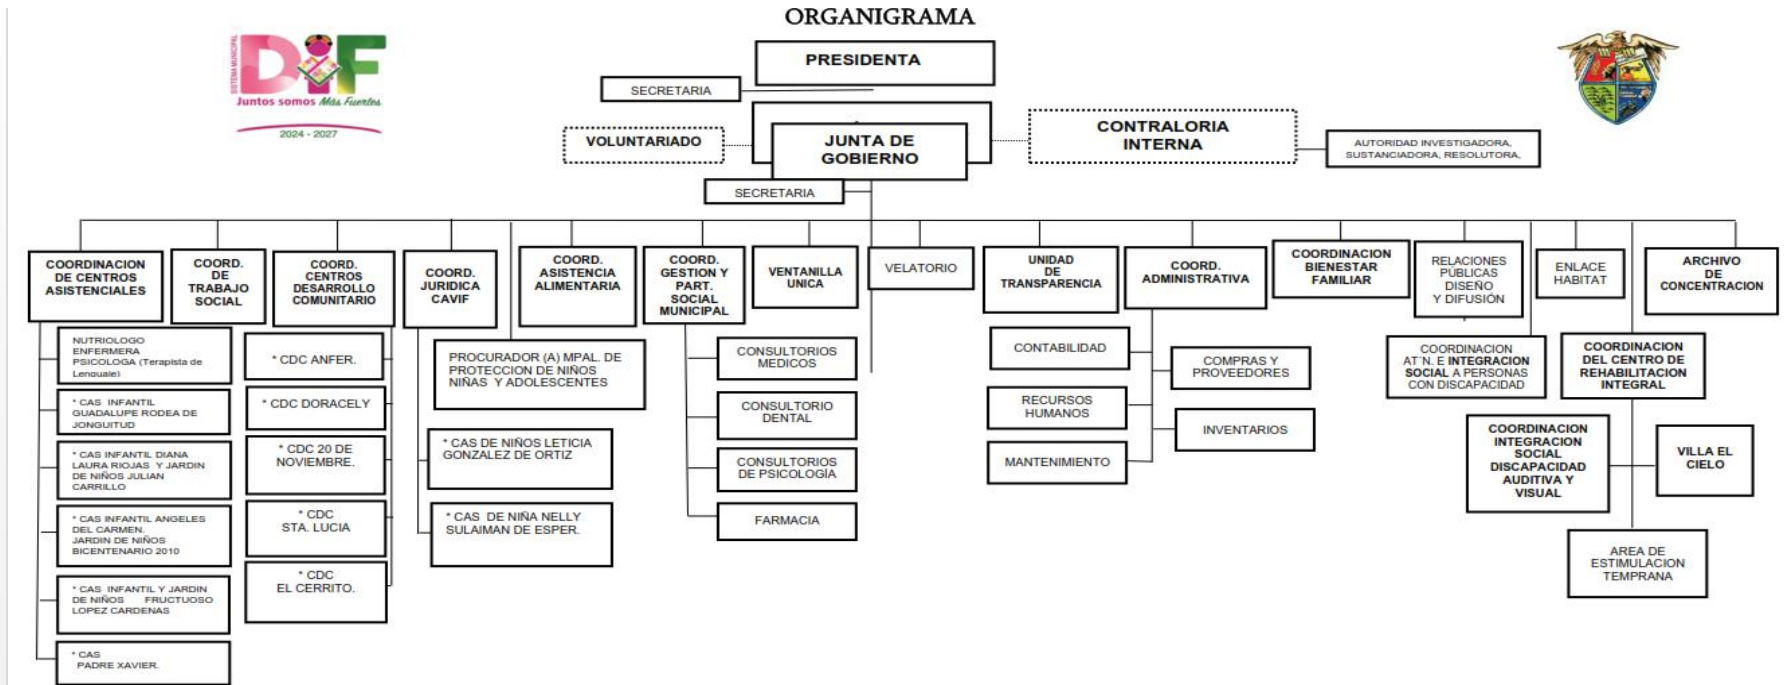 ORGANIGRAMA
SISTEMA MUNICIPAL
DiF
Juntos somos Más Fuertes
2024 - 2027
PRESIDENTA
SECRETARIA
VOLUNTARIADO
JUNTA DE
GOBIERNO
CONTRALORIA
INTERNA
AUTORIDAD INVESTIGADORA,
SUSTANCIADORA, RESOLUTORA,
SECRETARIA
COORDINACION
DE CENTROS
ASISTENCIALES
COORD.
DE
TRABAJO
SOCIAL
COORD.
CENTROS
DESARROLLO
COMUNITARIO
COORD.
JURIDICA
CAVIF
COORD.
ASISTENCIA
ALIMENTARIA
COORD.
GESTION Y
PART.
SOCIAL
MUNICIPAL
VENTANILLA
UNICA
VELATORIO
UNIDAD
DE
TRANSPARENCIA
COORD.
ADMINISTRATIVA
COORDINACION
BIENESTAR
FAMILIAR
RELACIONES
PÚBLICAS
DISEÑO
Y DIFUSIÓN
ENLACE
HABITAT
ARCHIVO
DE
CONCENTRACION
NUTRIOLOGO
ENFERMERA
PSICOLOGA (Terapista de
Lenguaje)
* CAS INFANTIL
GUADALUPE RODEA DE
JONGUITUD
* CAS INFANTIL DIANA
LAURA RIOJAS Y JARDIN
DE NIÑOS JULIAN
CARRILLO
* CAS INFANTIL ANGELES
DEL CARMEN.
JARDIN DE NIÑOS
BICENTENARIO 2010
* CAS INFANTIL Y JARDIN
DE NIÑOS FRUCTUOSO
LOPEZ CARDENAS
* CAS
PADRE XAVIER.
* CDC ANFER.
* CDC DORACELY
* CDC 20 DE
NOVIEMBRE.
* CDC
STA. LUCIA
* CDC
EL CERRITO.
PROCURADOR (A) MPAL. DE
PROTECCION DE NIÑOS
NIÑAS Y ADOLESCENTES
* CAS DE NIÑOS LETICIA
GONZALEZ DE ORTIZ
* CAS DE NIÑA NELLY
SULAIMAN DE ESPER.
CONSULTORIOS
MEDICOS
CONSULTORIO
DENTAL
CONSULTORIOS
DE PSICOLOGÍA
FARMACIA
CONTABILIDAD
RECURSOS
HUMANOS
MANTENIMIENTO
COMPRAS Y
PROVEEDORES
INVENTARIOS
COORDINACION
AT´N. E INTEGRACION
SOCIAL A PERSONAS
CON DISCAPACIDAD
COORDINACION
DEL CENTRO DE
REHABILITACION
INTEGRAL
COORDINACION
INTEGRACION
SOCIAL
DISCAPACIDAD
AUDITIVA Y
VISUAL
VILLA EL
CIELO
AREA DE
ESTIMULACION
TEMPRANA